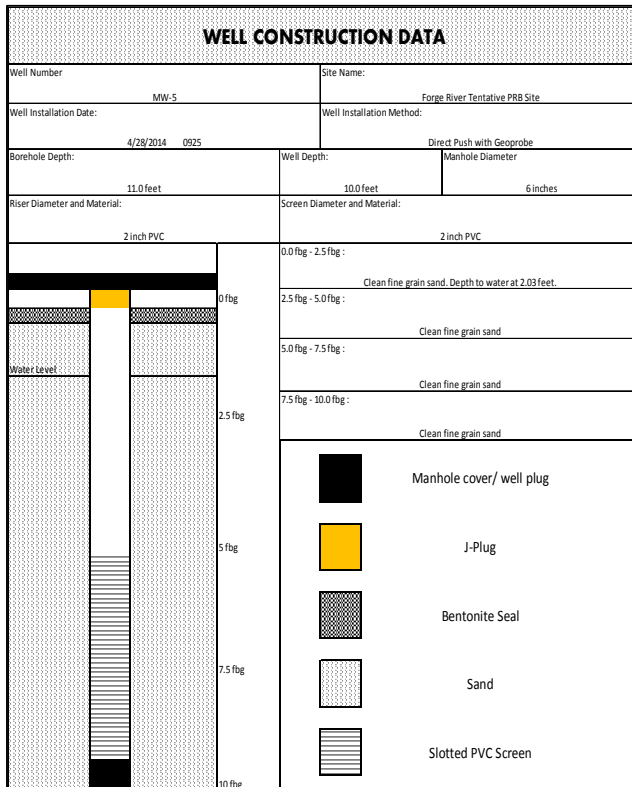 WELL CONSTRUCTION DATA
Well Number
MW-5
Site Name:
Forge River Tentative PRB Site
Well Installation Date:
4/28/2014 0925
Well Installation Method:
Direct Push with Geoprobe
Borehole Depth:
11.0 feet
Well Depth:
10.0 feet
Manhole Diameter
6 inches
Riser Diameter and Material:
2 inch PVC
Screen Diameter and Material:
2 inch PVC
0.0 fbg - 2.5 fbg :
Clean fine grain sand. Depth to water at 2.03 feet.
2.5 fbg - 5.0 fbg :
Clean fine grain sand
5.0 fbg - 7.5 fbg :
Clean fine grain sand
7.5 fbg - 10.0 fbg :
Clean fine grain sand
0 fbg
Water Level
2.5 fbg
5 fbg
7.5 fbg
10 fbg
Manhole cover/ well plug
J-Plug
Bentonite Seal
Sand
Slotted PVC Screen